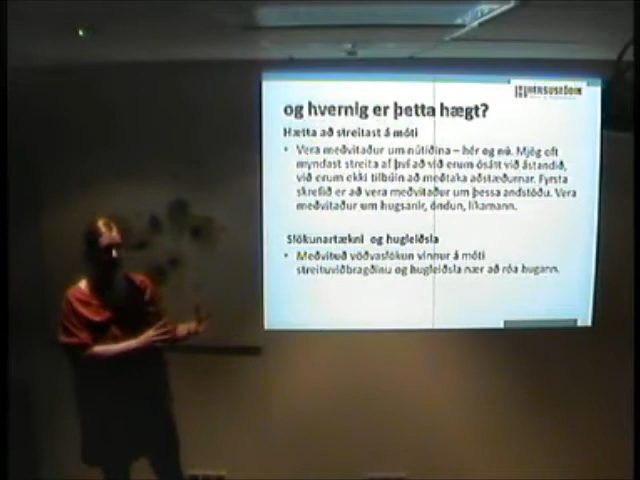 HEILSUSTÖÐIN
og hvernig er þetta hægt?
Hætta að streitast á móti
• Vera meðvitaður um nútíðina – hér og nú. Mjög oft
myndast streita af því að við erum ósátt við ástandið,
við erum ekki tilbúin að meðtaka aðstæðurnar. Fyrsta
skrefið er að vera meðvitaður um þessa andstöðu. Vera
meðvitaður um hugsanir, öndun, líkamann.
Slökunartækni og hugleiðsla
• Meðvituð vöðvaslökun vinnur á móti
streituviðbragðinu og hugleiðsla nær að róa hugann.